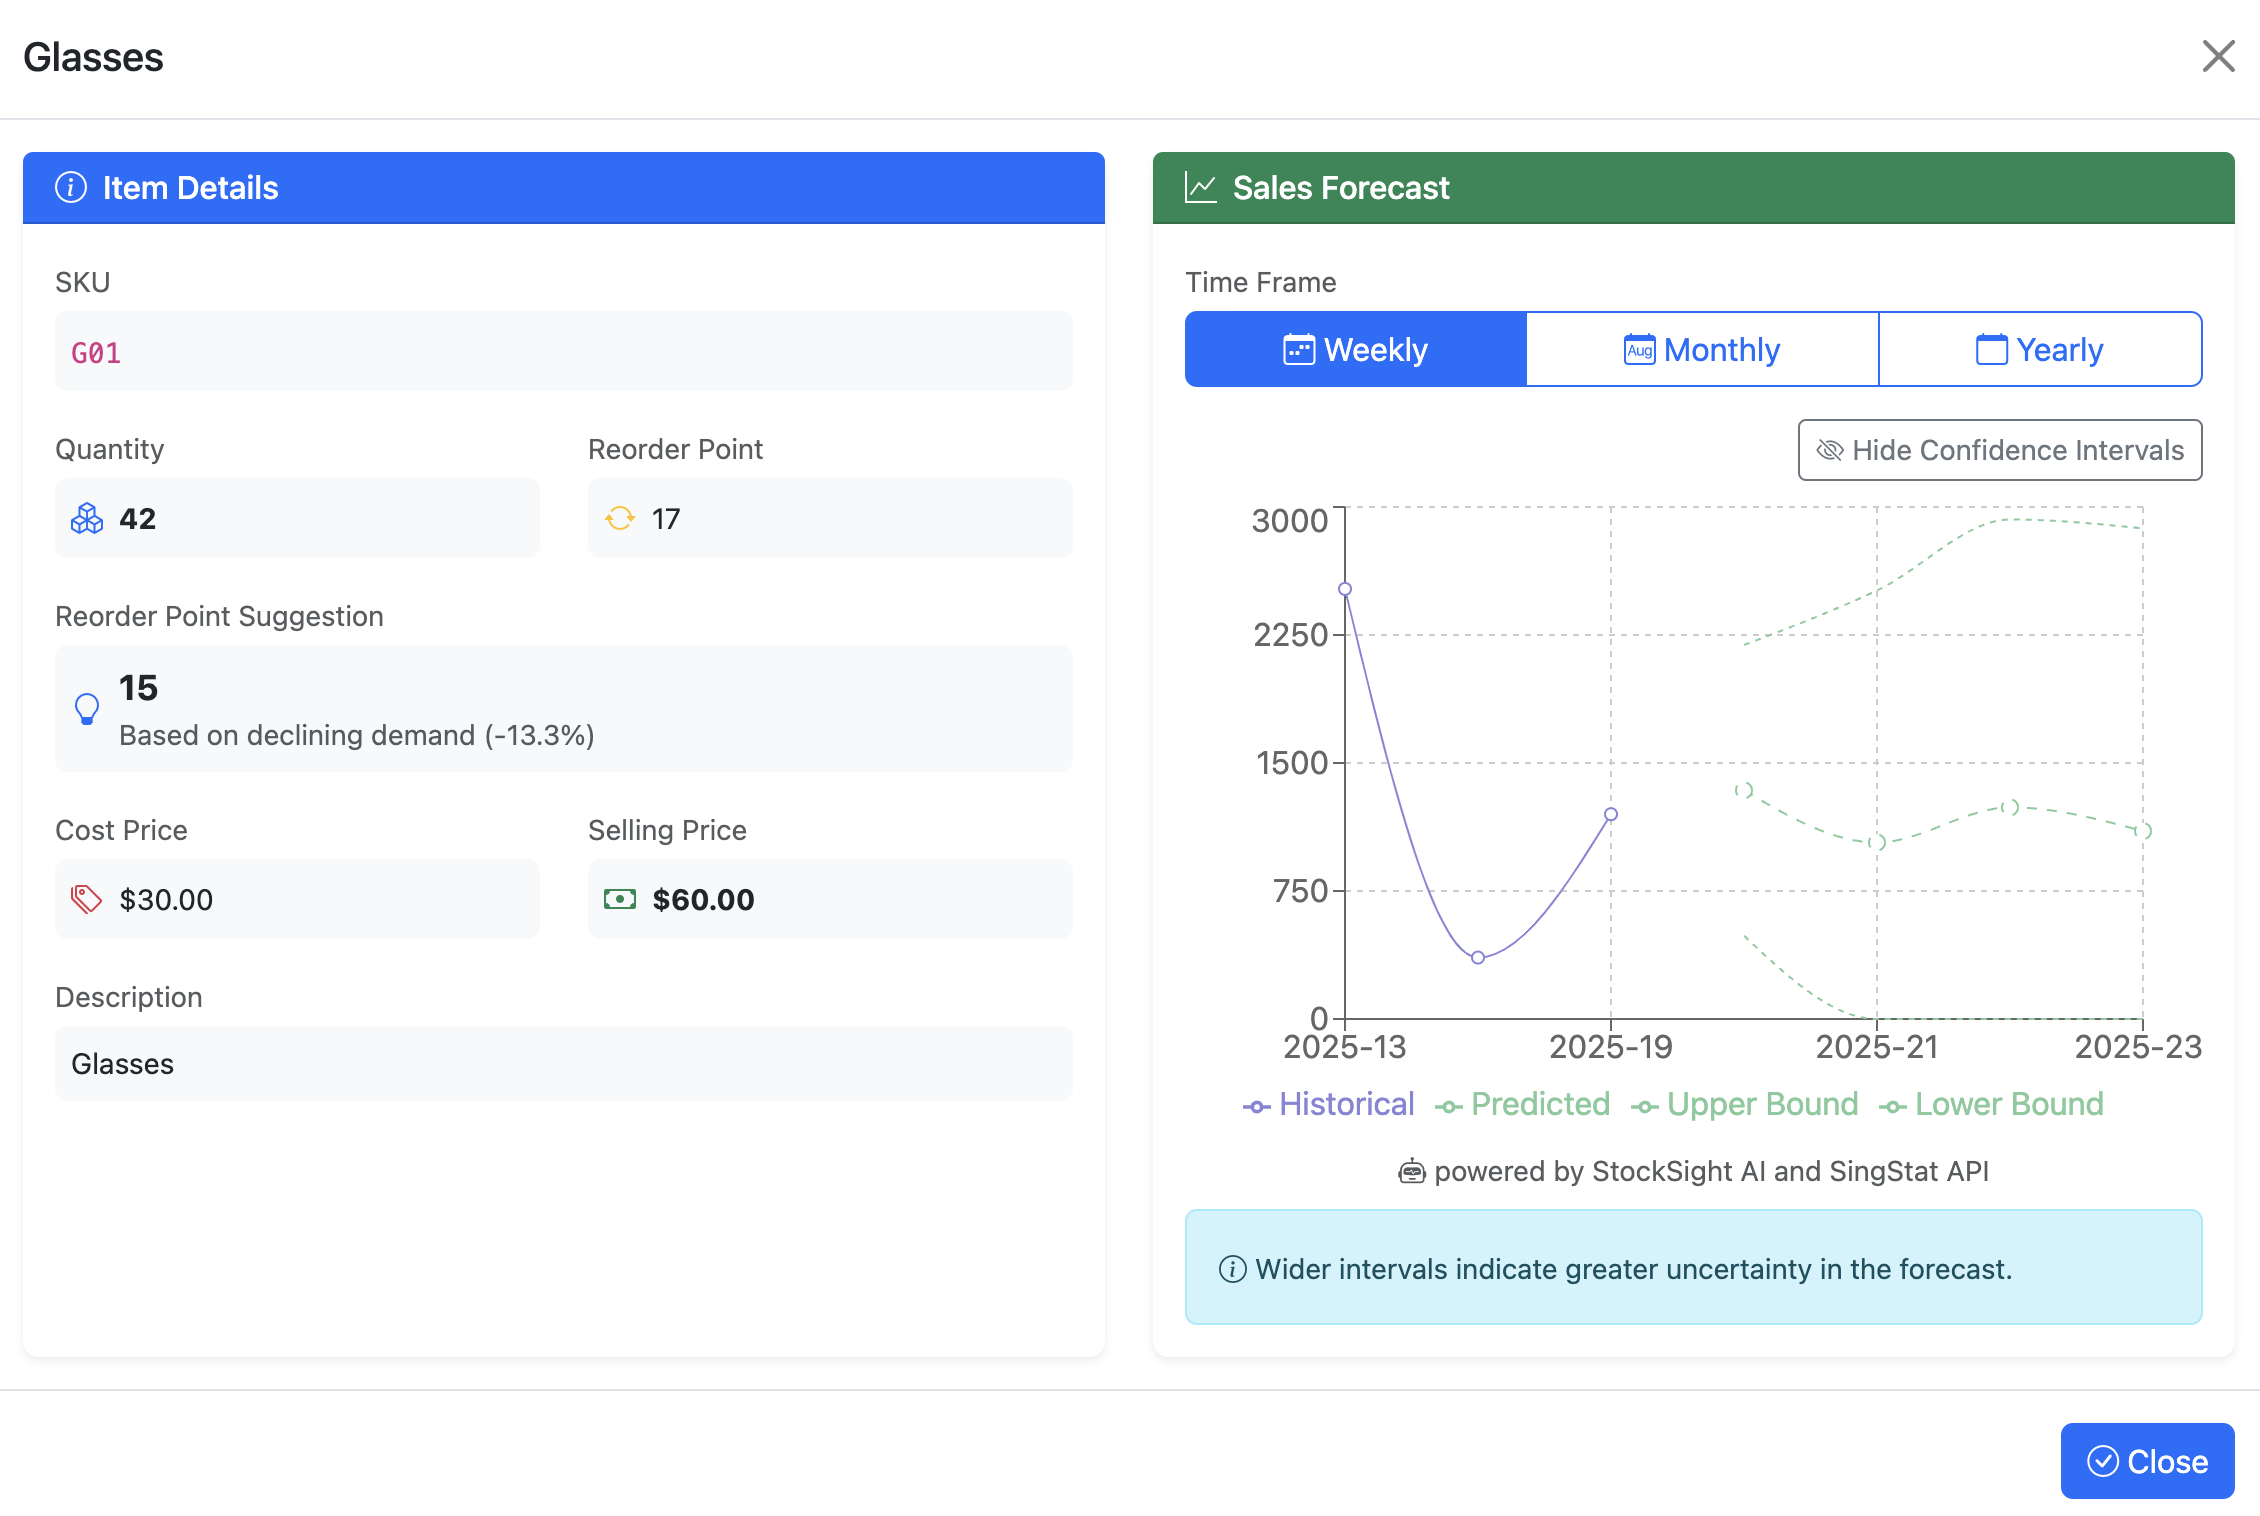 Glasses
Item Details
SKU
G01
Quantity
Reorder Point
42
17
Reorder Point Suggestion
15
Based on declining demand (-13.3%)
Cost Price
Selling Price
$30.00
$60.00
Description
Glasses
Sales Forecast
Time Frame
Weekly
Aug Monthly
Yearly
Hide Confidence Intervals
3000
2250
1500
750
0
2025-13 2025-19 2025-21 2025-23
Historical Predicted Upper Bound Lower Bound
powered by StockSight AI and SingStat API
Wider intervals indicate greater uncertainty in the forecast.
Close